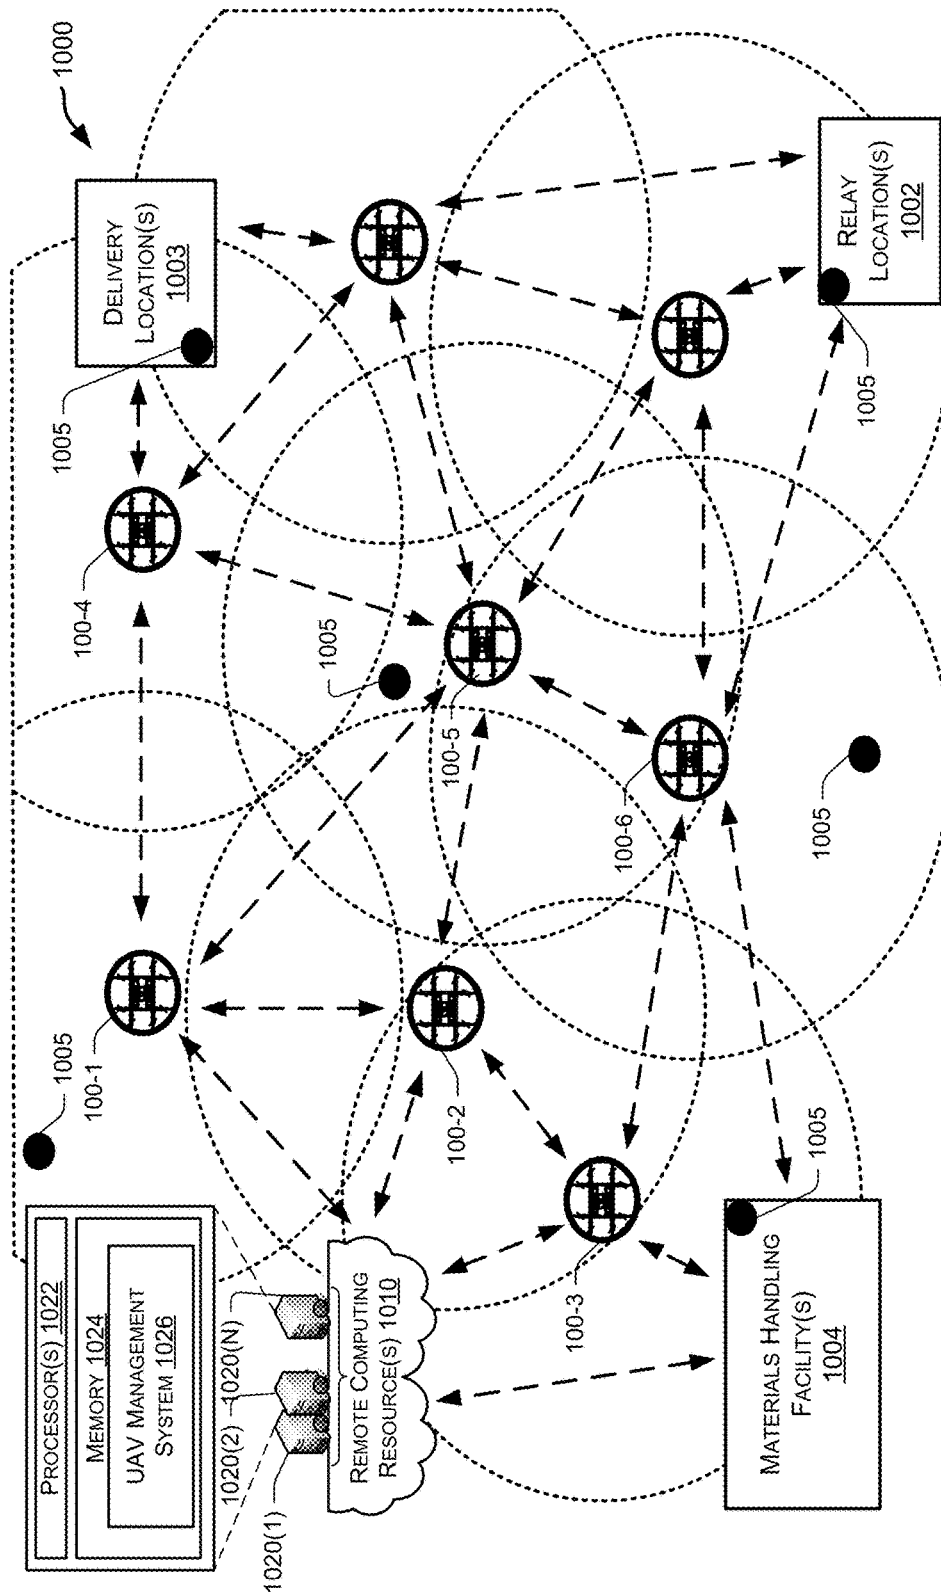 1000
PROCESSOR(S) 1022
MEMORY 1024
UAV MANAGEMENT
SYSTEM 1026
1020(1)
1020(2)
1020(N)
REMOTE COMPUTING
RESOURCE(S) 1010
1005
100-1
100-4
1005
DELIVERY
LOCATION(S)
1003
100-2
1005
100-5
100-3
100-6
MATERIALS HANDLING
FACILITY(S)
1004
1005
1005
1005
RELAY
LOCATION(S)
1002